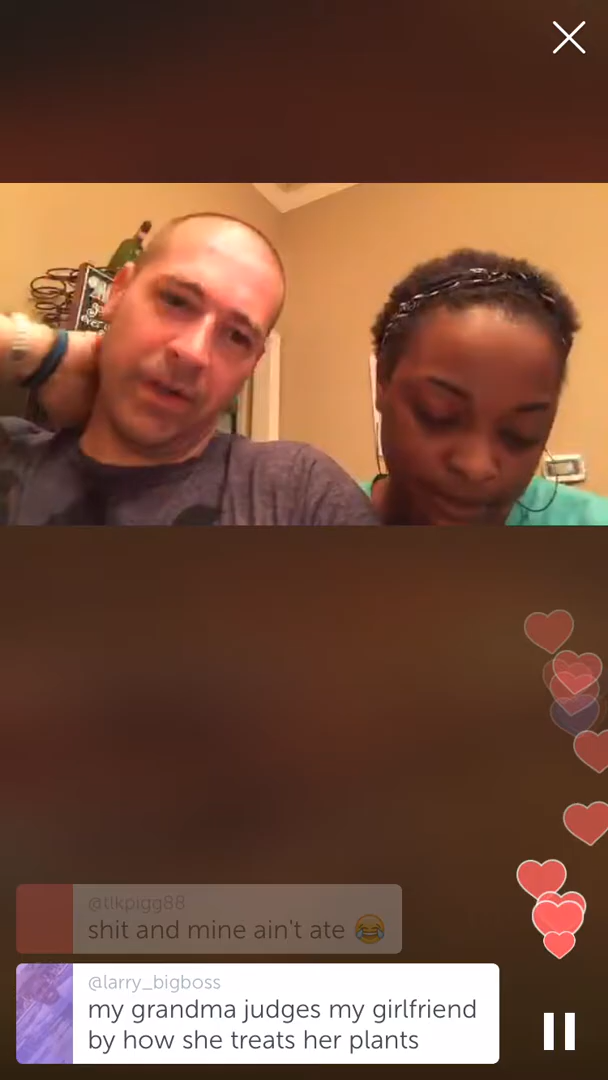 @tlkpigg88
shit and mine ain't ate 😂
@larry_bigboss
my grandma judges my girlfriend
by how she treats her plants